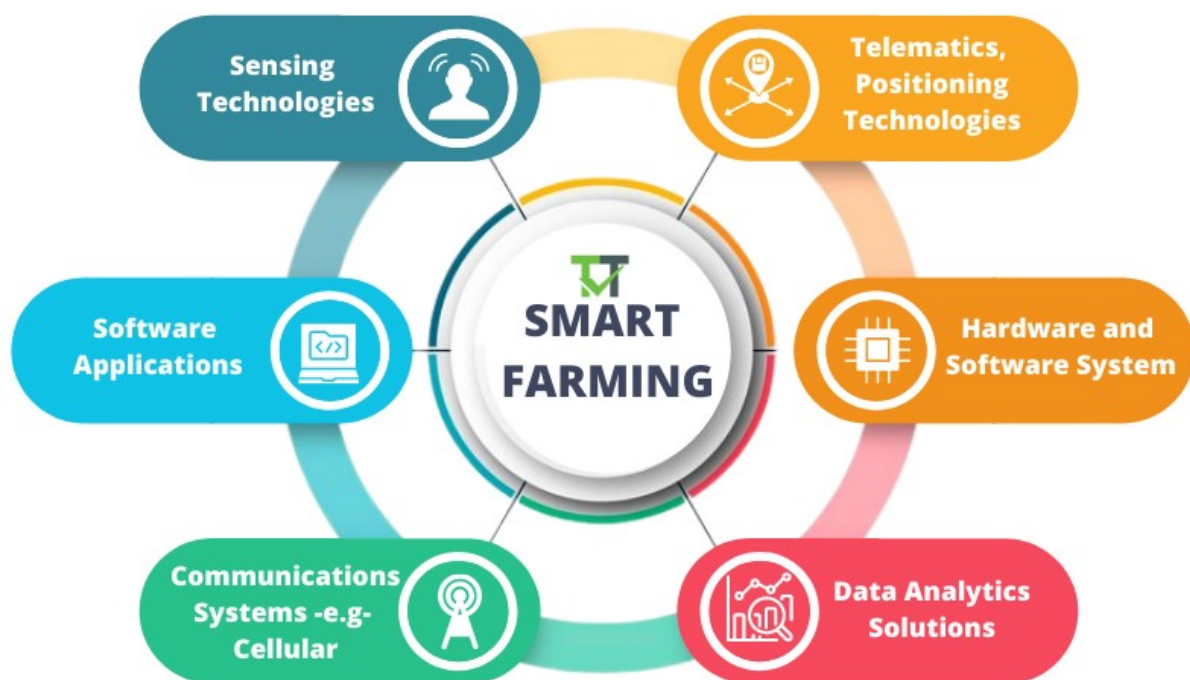 Sensing
Technologies
Telematics,
Positioning
Technologies
Software
Applications
TT
SMART
FARMING
Hardware and
Software System
Communications
Systems -e.g-
Cellular
Data Analytics
Solutions